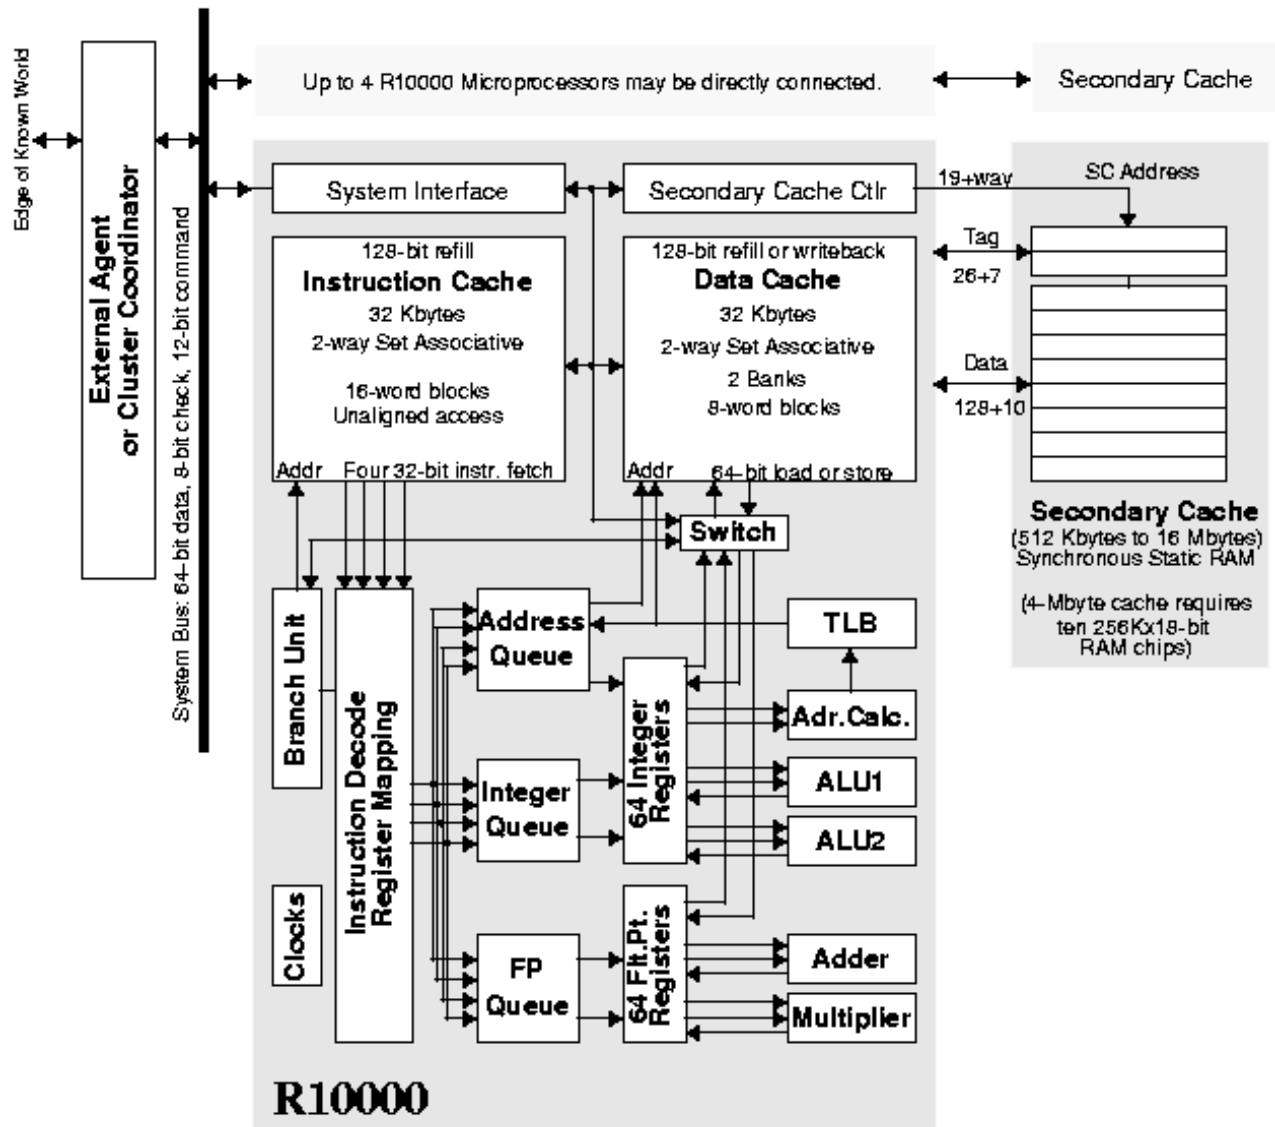 Edge of Known World
External Agent
or Cluster Coordinator
System Bus: 64-bit data, 8-bit check, 12-bit command
Up to 4 R10000 Microprocessors may be directly connected.
Secondary Cache
System Interface
Secondary Cache Ctlr
19+way
SC Address
128-bit refill
Instruction Cache
32 Kbytes
2-way Set Associative
16-word blocks
Unaligned access
Addr
Four 32-bit instr. fetch
128-bit refill or writeback
Data Cache
32 Kbytes
2-way Set Associative
2 Banks
8-word blocks
Addr
64-bit load or store
Tag
26+7
Data
128+10
Secondary Cache
(512 Kbytes to 16 Mbytes)
Synchronous Static RAM
(4-Mbyte cache requires
ten 256Kx18-bit
RAM chips)
Switch
Branch Unit
Clocks
Instruction Decode
Register Mapping
Address
Queue
Integer
Queue
FP
Queue
64 Integer
Registers
64 Flt.Pt.
Registers
TLB
Adr.Calc.
ALU1
ALU2
Adder
Multiplier
R10000